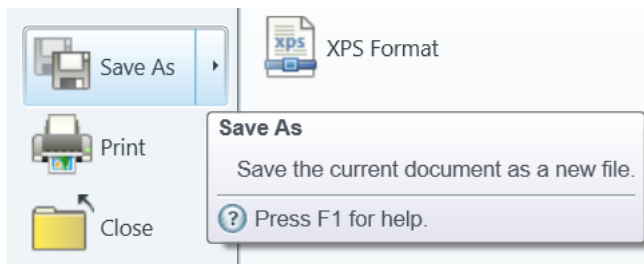 Save As
xps
XPS Format
Print
Save As
Save the current document as a new file.
? Press F1 for help.
Close